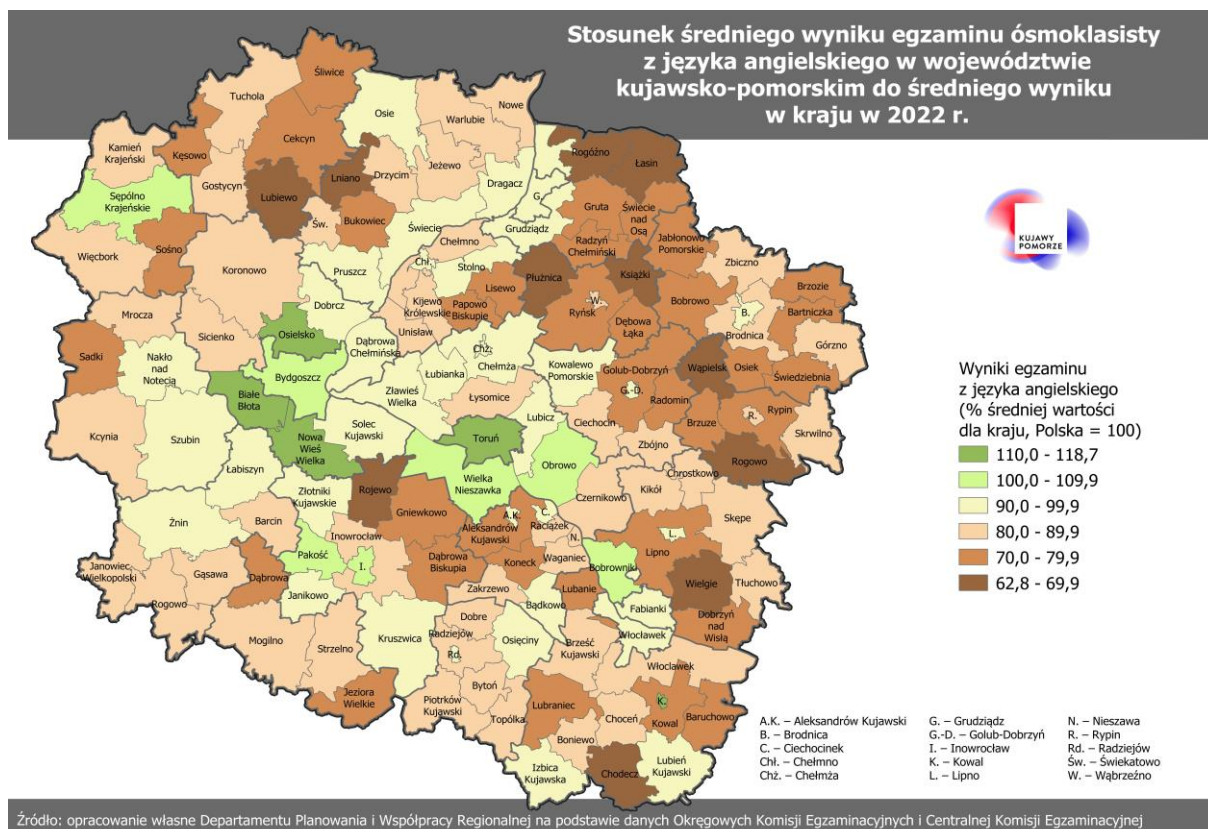 Stosunek średniego wyniku egzaminu ósmoklasisty
z języka angielskiego w województwie
kujawsko-pomorskim do średniego wyniku
w kraju w 2022 r.
Śliwice
Tuchola
Osie
Nowe
Warlubie
Cekcyn
Kamień
Krajeński
Kęsowo
Rogóźno
Łasin
Lniano
Drzycim
Jeżewo
Dragacz
G.
Gostycyn
Lubiewo
Sępólno
Krajeńskie
Św.
Bukowiec
Gruta
Świecie
nad
Osą
Świecie
Grudziądz
Sośno
Chełmno
Radzyń
Chełmiński
Jabłonowo
Pomorskie
Więcbork
Koronowo
Pruszcz
Chł.
Stolno
Płużnica
Książki
Zbiczno
Lisewo
Bobrowo
Brzozie
Dobrcz
Kijewo
Królewskie
Papowo
Biskupie
W.
Ryńsk
B.
Bartniczka
Mrocza
Sicienko
Unisław
Dębowa
Łąka
Brodnica
Osielsko
Dąbrowa
Chełmińska
Chż.
Górzno
Sadki
Nakło
nad
Notecią
Bydgoszcz
Łubianka
Chełmża
Kowalewo
Pomorskie
Golub-Dobrzyń
Wąpielsk
Osiek
Świedziebnia
Białe
Błota
Zławieś
Wielka
Łysomice
G.-D.
Radomin
Rypin
Kcynia
Szubin
Solec
Kujawski
Lubicz
Ciechocin
Brzuze
R.
Skrwilno
Nowa
Wieś
Wielka
Toruń
Zbójno
Łabiszyn
Obrowo
Rogowo
Rojewo
Wielka
Nieszawka
Chrostkowo
Złotniki
Kujawskie
Czernikowo
Kikół
Żnin
Barcin
Gniewkowo
A.K.
C.
Skępe
Inowrocław
Aleksandrów
Kujawski
Raciążek
L.
Pakość
N.
Lipno
Janowiec
Wielkopolski
Gąsawa
Dąbrowa
I.
Dąbrowa
Biskupia
Koneck
Waganiec
Bobrowniki
Tłuchowo
Rogowo
Janikowo
Zakrzewo
Lubanie
Wielgie
Bądkowo
Fabianki
Dobre
Dobrzyń
nad
Wisłą
Mogilno
Strzelno
Kruszwica
Radziejów
Osięciny
Włocławek
Rd.
Brześć
Kujawski
Włocławek
Jeziora
Wielkie
Bytoń
Piotrków
Kujawski
Topólka
Lubraniec
Choceń
K.
Kowal
Baruchowo
Boniewo
Izbica
Kujawska
Chodecz
Lubień
Kujawski
KUJAWY
POMORZE
Wyniki egzaminu
z języka angielskiego
(% średniej wartości
dla kraju, Polska = 100)
110,0 - 118,7
100,0 - 109,9
90,0 - 99,9
80,0 - 89,9
70,0 - 79,9
62,8 - 69,9
A.K. – Aleksandrów Kujawski
B. – Brodnica
C. – Ciechocinek
Chł. – Chełmno
Chż. – Chełmża
G. – Grudziądz
G.-D. – Golub-Dobrzyń
I. – Inowrocław
K. – Kowal
L. – Lipno
N. – Nieszawa
R. – Rypin
Rd. – Radziejów
Św. – Świekatowo
W. – Wąbrzeźno
Źródło: opracowanie własne Departamentu Planowania i Współpracy Regionalnej na podstawie danych Okręgowych Komisji Egzaminacyjnych i Centralnej Komisji Egzaminacyjnej